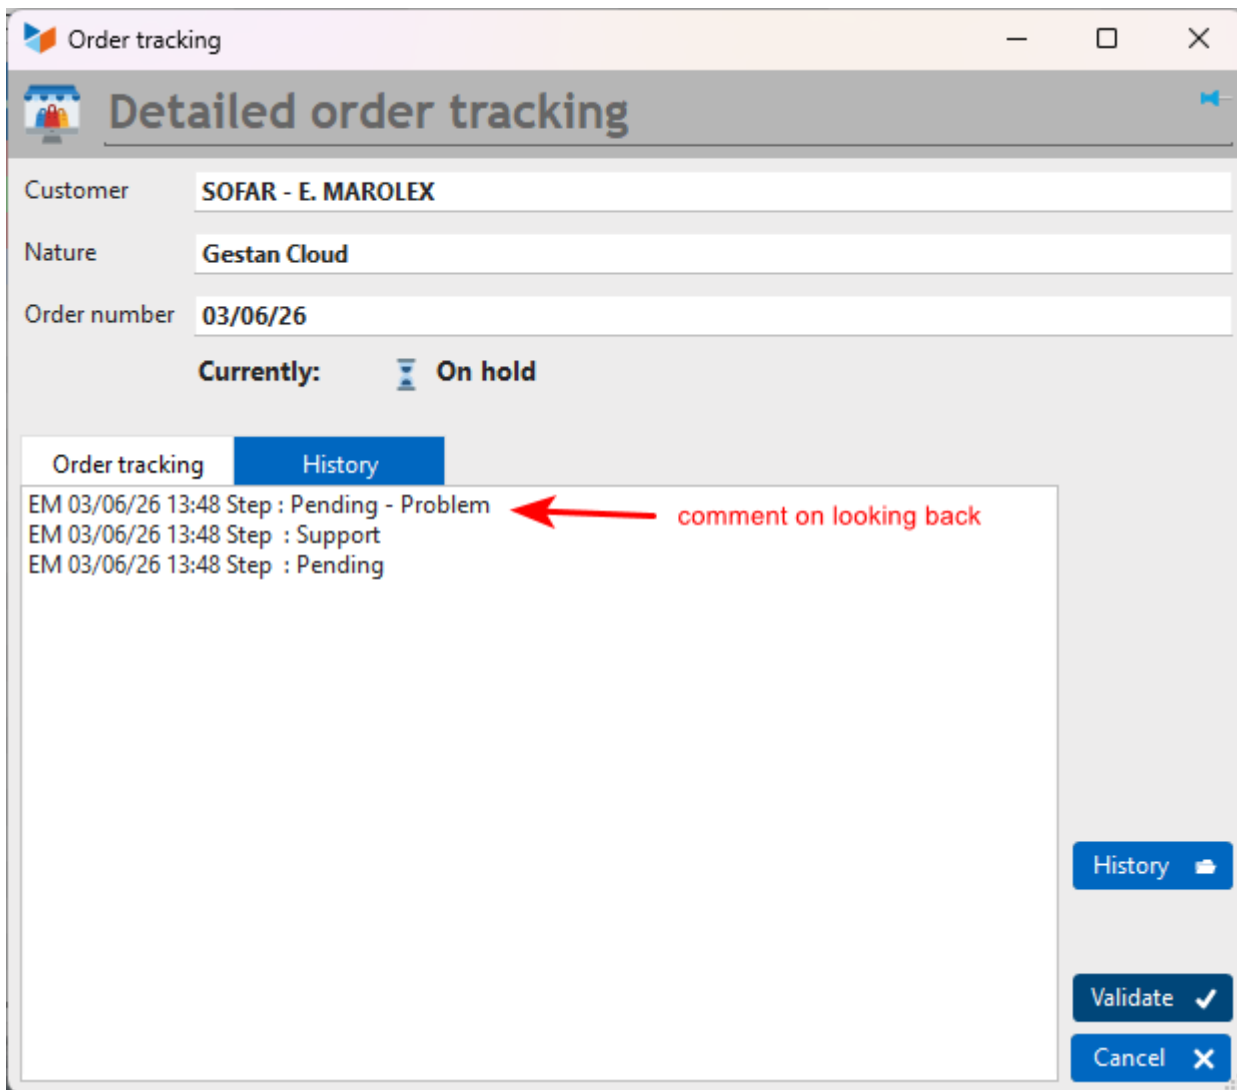 Order tracking
Detailed order tracking
Customer SOFAR - E. MAROLEX
Nature Gestan Cloud
Order number 03/06/26
Currently: On hold
Order tracking History
EM 03/06/26 13:48 Step : Pending - Problem
comment on looking back
EM 03/06/26 13:48 Step  : Support
EM 03/06/26 13:48 Step  : Pending
History
Validate
Cancel